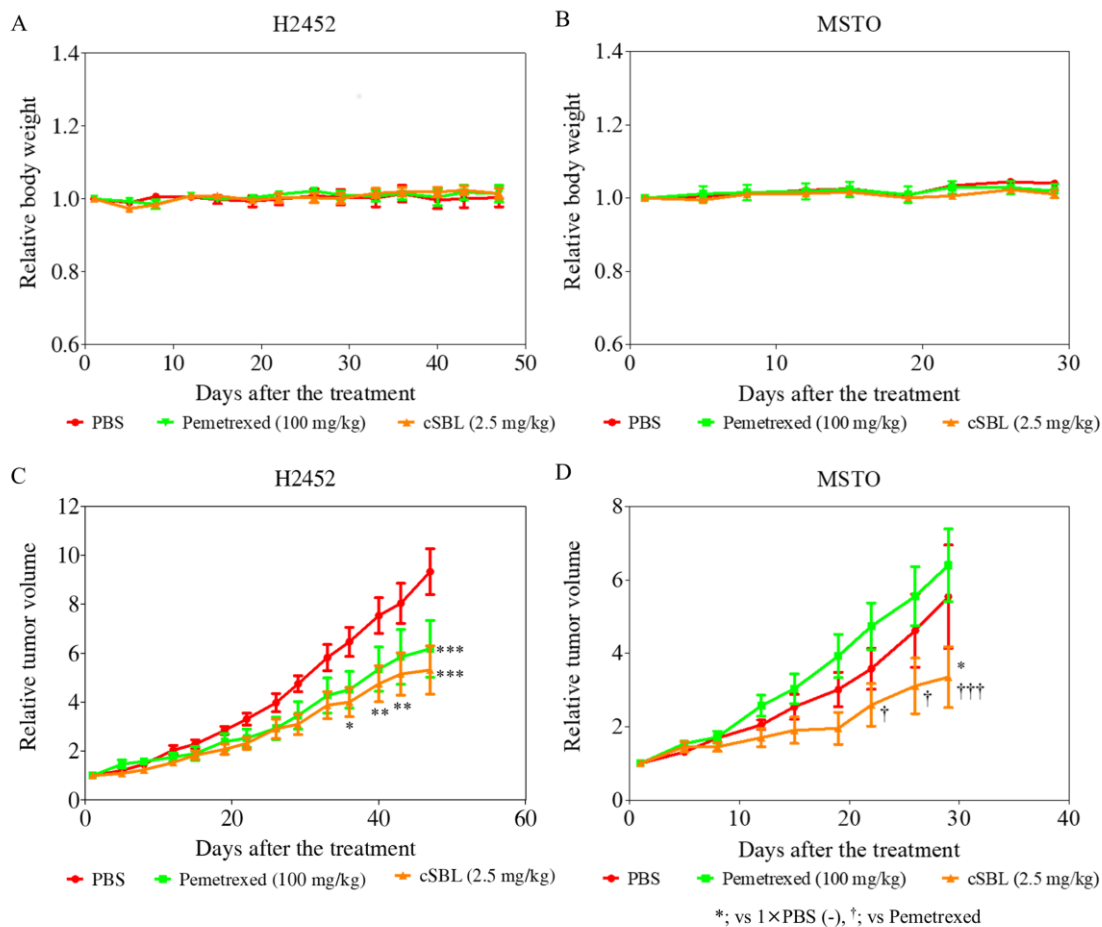 A
H2452
Relative body weight
1.4
1.2
1.0
0.8
0.6
0
10
20
30
40
50
Days after the treatment
PBS
Pemetrexed (100 mg/kg)
cSBL (2.5 mg/kg)
B
MSTO
Relative body weight
1.4
1.2
1.0
0.8
0.6
0
10
20
30
Days after the treatment
PBS
Pemetrexed (100 mg/kg)
cSBL (2.5 mg/kg)
C
H2452
Relative tumor volume
12
10
8
6
4
2
0
***
***
*
**
**
0
20
40
60
Days after the treatment
PBS
Pemetrexed (100 mg/kg)
cSBL (2.5 mg/kg)
D
MSTO
Relative tumor volume
8
6
4
2
0
†
†
*
†††
0
10
20
30
40
Days after the treatment
PBS
Pemetrexed (100 mg/kg)
cSBL (2.5 mg/kg)
*; vs 1×PBS (-), †; vs Pemetrexed